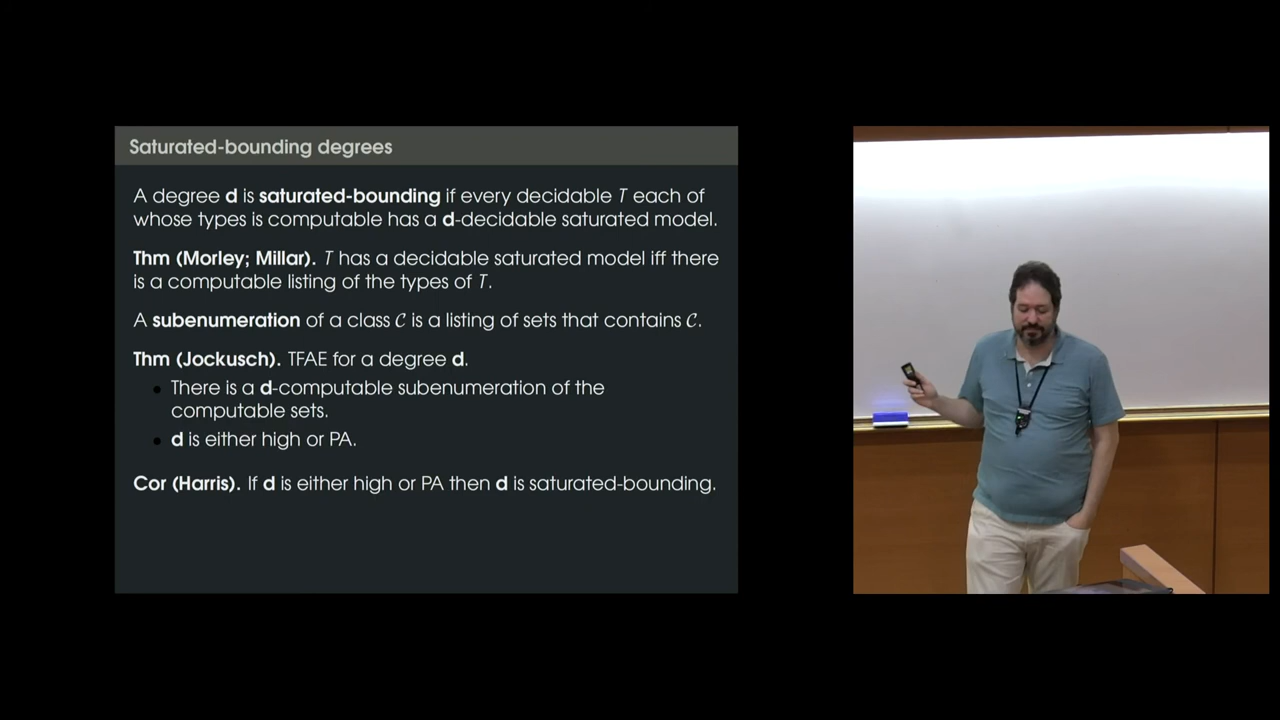 Saturated-bounding degrees
A degree d is saturated-bounding if every decidable T each of
whose types is computable has a d-decidable saturated model.
Thm (Morley; Millar). T has a decidable saturated model iff there
is a computable listing of the types of T.
A subenumeration of a class 𝒞 is a listing of sets that contains 𝒞.
Thm (Jockusch). TFAE for a degree d.
• There is a d-computable subenumeration of the
computable sets.
• d is either high or PA.
Cor (Harris). If d is either high or PA then d is saturated-bounding.